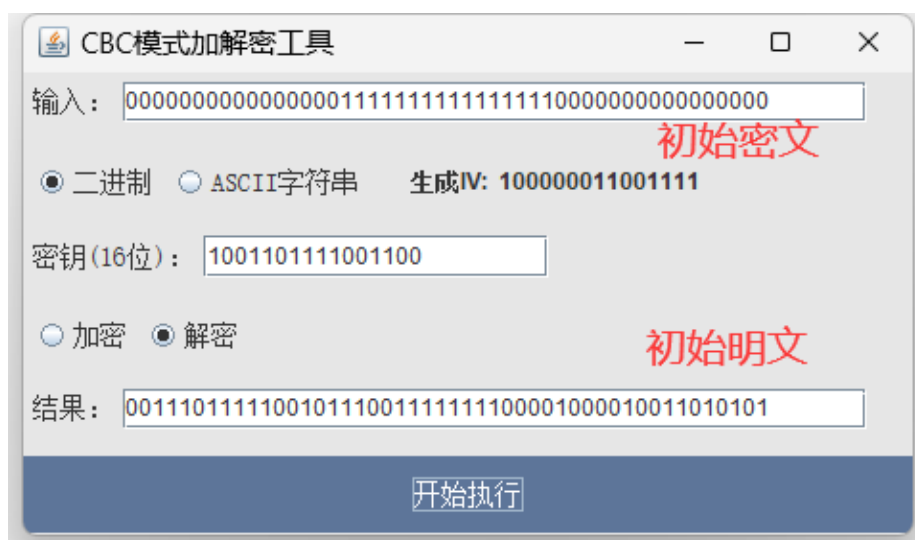 CBC模式加解密工具
输入: 000000000000000011111111111111110000000000000000
初始密文
二进制 ASCII字符串 生成IV: 100000011001111
密钥(16位): 1001101111001100
加密 解密
初始明文
结果: 001110111110010111001111111100001000010011010101
开始执行